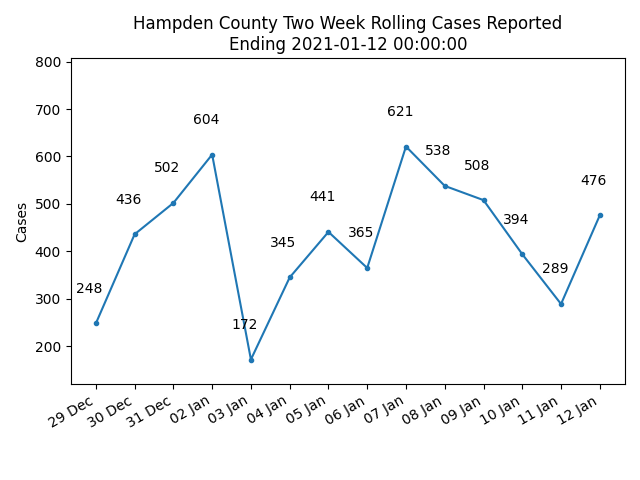 Hampden County Two Week Rolling Cases Reported
Ending 2021-01-12 00:00:00
800
700
600
500
400
300
200
Cases
248
436
502
604
172
345
441
365
621
538
508
394
289
476
29 Dec
30 Dec
31 Dec
02 Jan
03 Jan
04 Jan
05 Jan
06 Jan
07 Jan
08 Jan
09 Jan
10 Jan
11 Jan
12 Jan